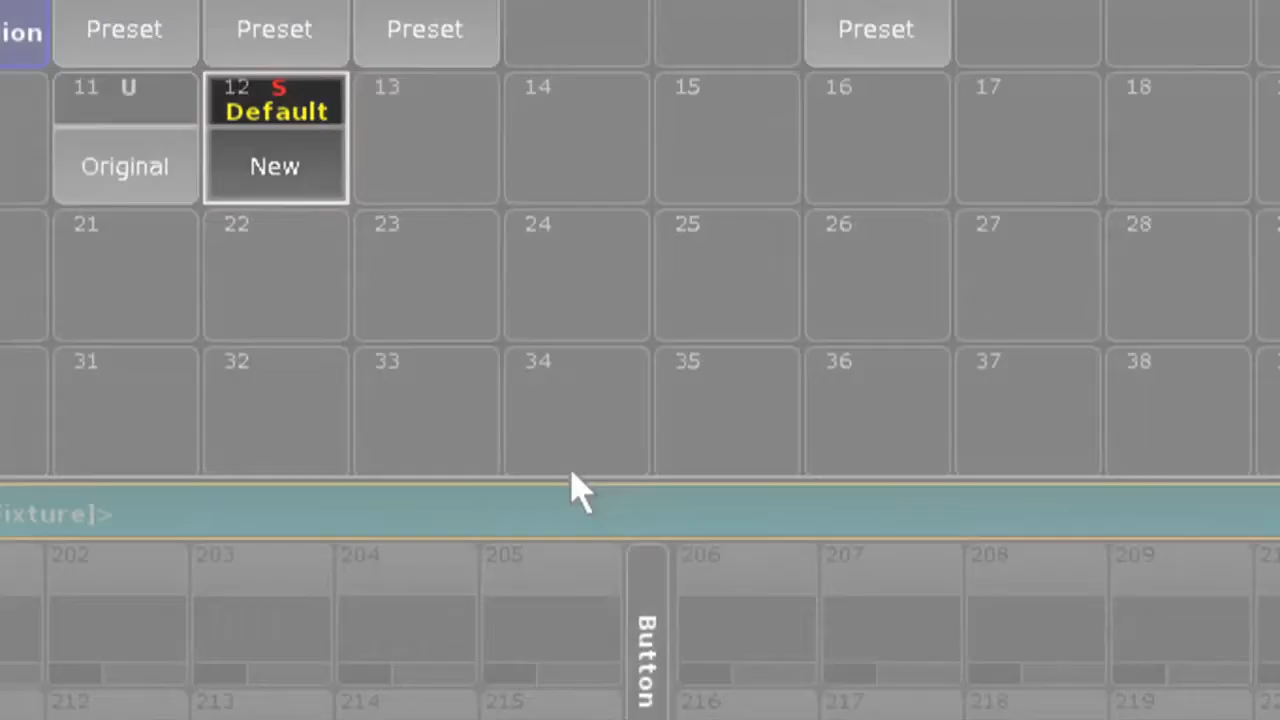 ion Preset Preset Preset Preset
11 U 12 S 13 14 15 16 17 18
Default
Original New
21 22 23 24 25 26 27 28
31 32 33 34 35 36 37 38
ixture]>
202 203 204 205 206 207 208 209
Button
212 213 214 215 216 217 218 219